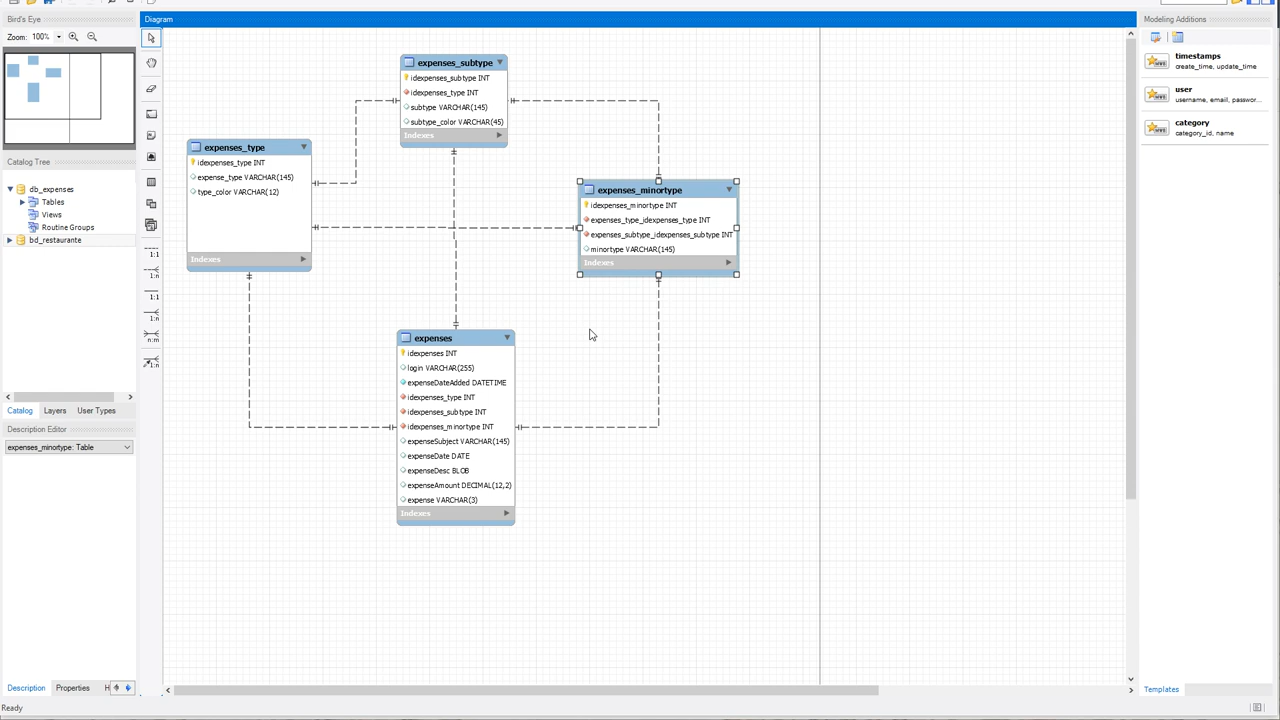 Bird's Eye
Zoom: 100%
Catalog Tree
db_expenses
Tables
Views
Routine Groups
bd_restaurante
Catalog
Layers
User Types
Description Editor
expenses_minortype: Table
Description
Properties
H
Ready
Diagram
1:1
1:n
1:1
1:n
n:m
1:n
expenses_subtype
idexpenses_subtype INT
idexpenses_type INT
subtype VARCHAR(145)
subtype_color VARCHAR(45)
Indexes
expenses_type
idexpenses_type INT
expense_type VARCHAR(145)
type_color VARCHAR(12)
Indexes
expenses_minortype
idexpenses_minortype INT
expenses_type_idexpenses_type INT
expenses_subtype_idexpenses_subtype INT
minortype VARCHAR(145)
Indexes
expenses
idexpenses INT
login VARCHAR(255)
expenseDateAdded DATETIME
idexpenses_type INT
idexpenses_subtype INT
idexpenses_minortype INT
expenseSubject VARCHAR(145)
expenseDate DATE
expenseDesc BLOB
expenseAmount DECIMAL(12,2)
expense VARCHAR(3)
Indexes
Modeling Additions
timestamps
create_time, update_time
user
username, email, passwor...
category
category_id, name
Templates